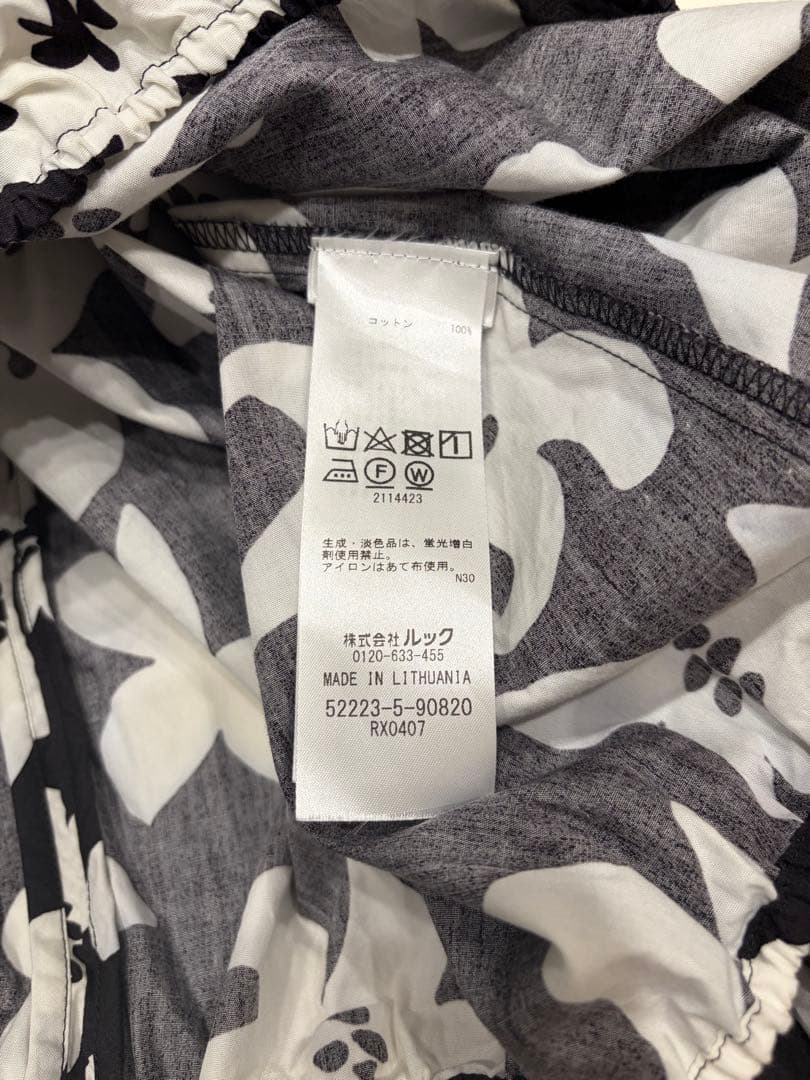 コットン 100%
F W
2114423
生成・淡色品は、蛍光増白
剤使用禁止。
アイロンはあて布使用。
N30
株式会社 ルック
0120-633-455
MADE IN LITHUANIA
52223-5-90820
RX0407